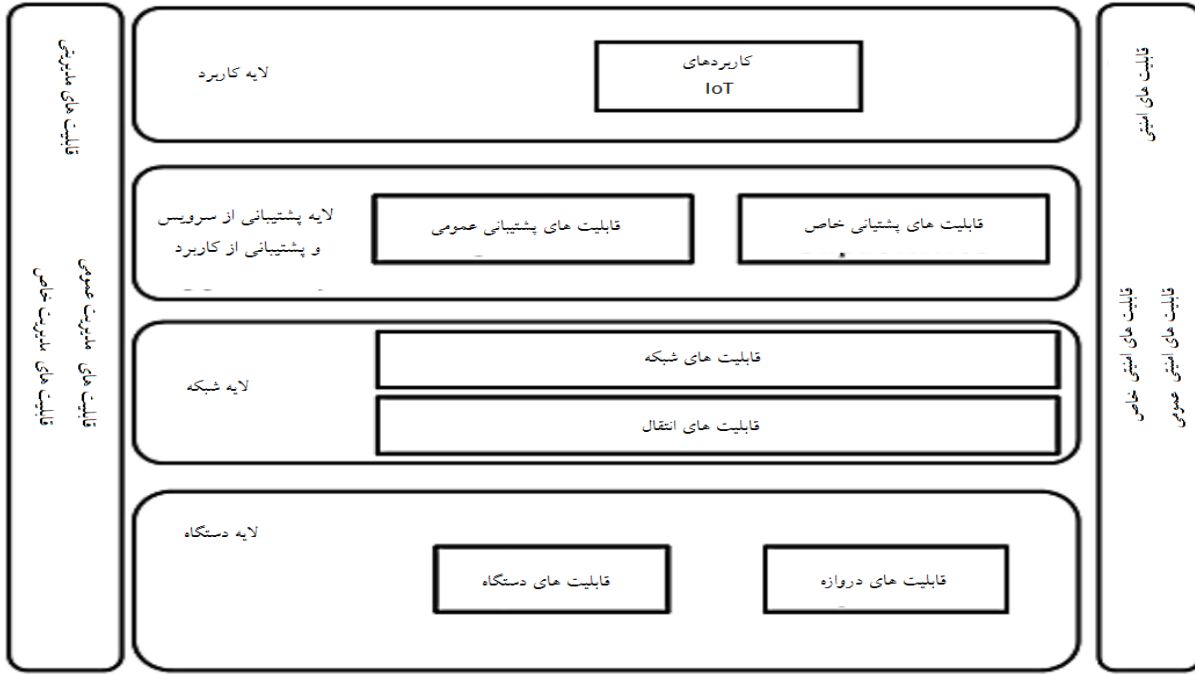 قابلیت های مدیریتی
قابلیت های مدیریت عمومی
قابلیت های مدیریت خاص
لایه کاربرد
کاربردهای
IoT
لایه پشتیبانی از سرویس
و پشتیبانی از کاربرد
قابلیت های پشتیبانی عمومی
قابلیت های پشتیانی خاص
لایه شبکه
قابلیت های شبکه
قابلیت های انتقال
لایه دستگاه
قابلیت های دستگاه
قابلیت های دروازه
قابلیت های امنیتی
قابلیت های امنیتی عمومی
قابلیت های امنیتی خاص